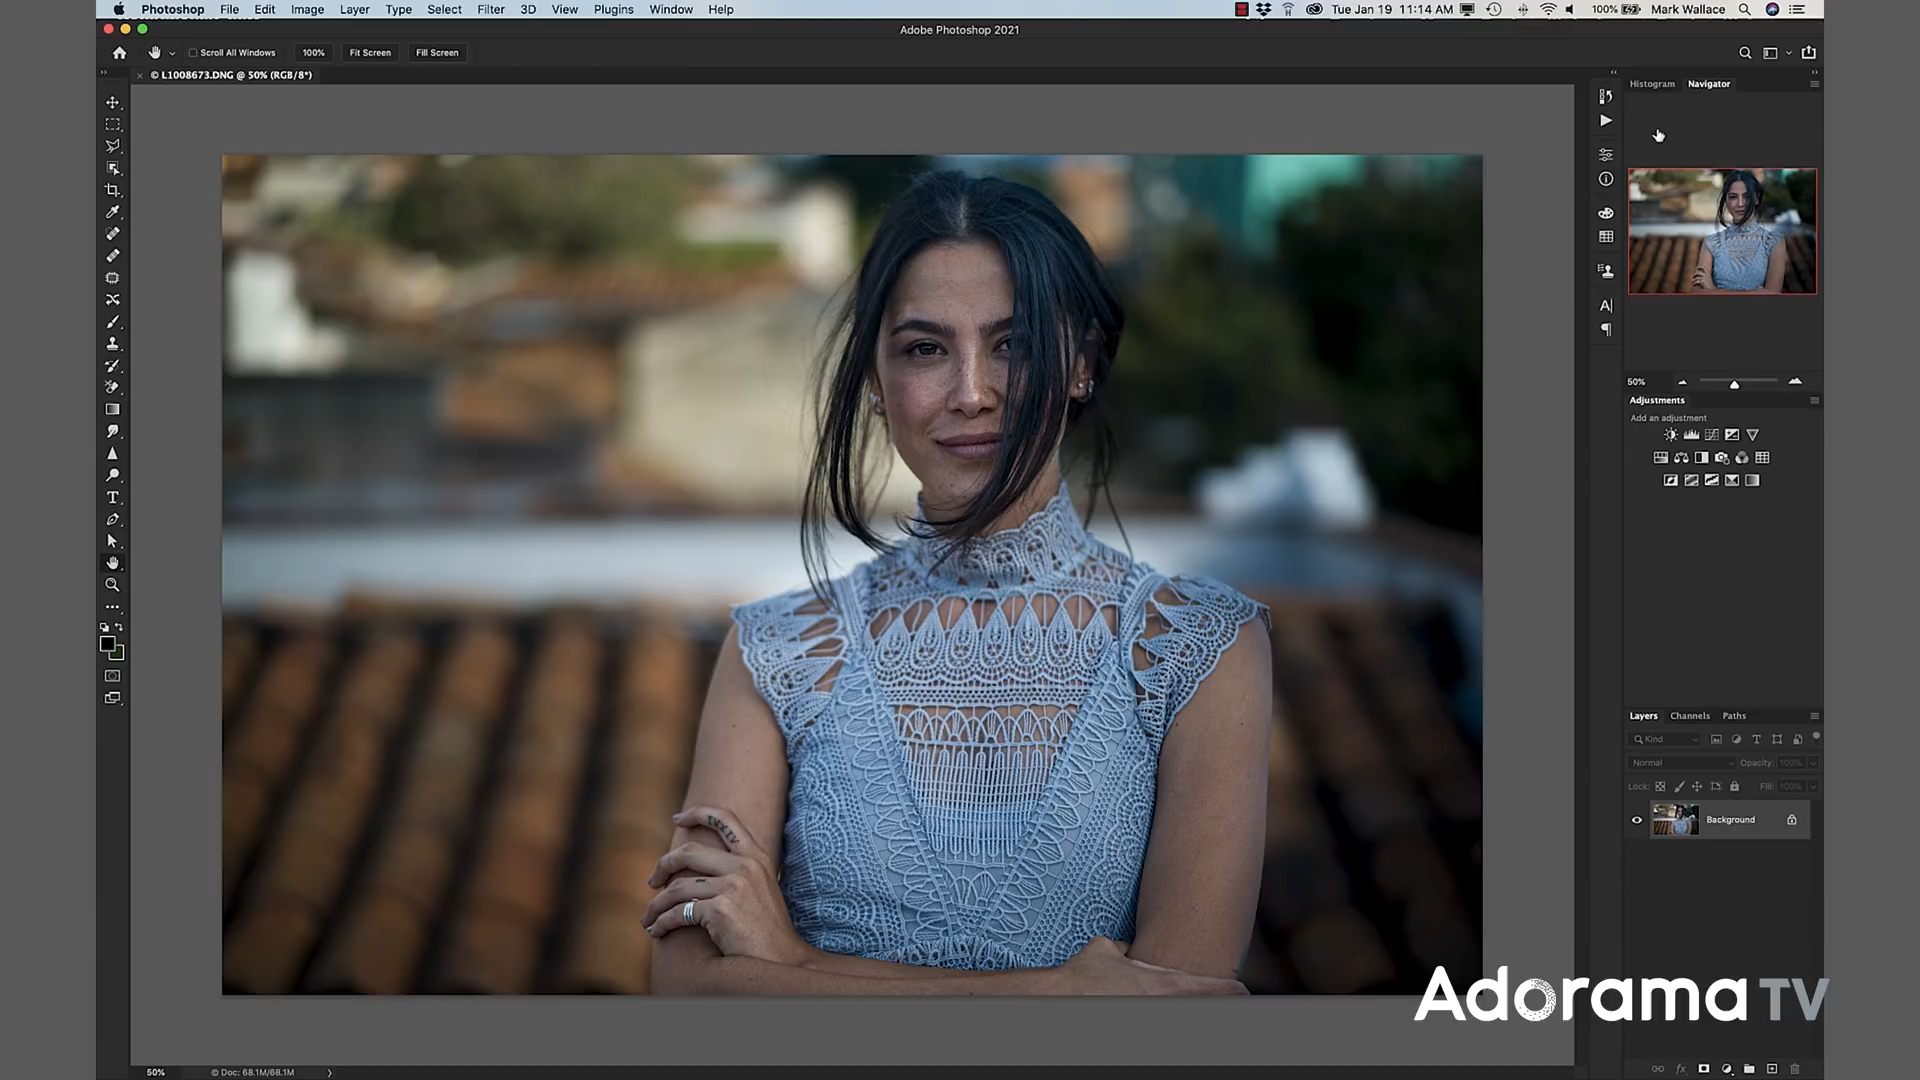 Photoshop File Edit Image Layer Type Select Filter 3D View Plugins Window Help Tue Jan 19 11:14 AM 100% Mark Wallace
Adobe Photoshop 2021
Scroll All Windows 100% Fit Screen Fill Screen
© L1008673.DNG @ 50% (RGB/8*)
Histogram Navigator
50%
Adjustments
Add an adjustment
Layers Channels Paths
Kind
Normal Opacity: 100%
Lock: Fill: 100%
Background
Adorama TV
50% © Doc: 68.1M/68.1M